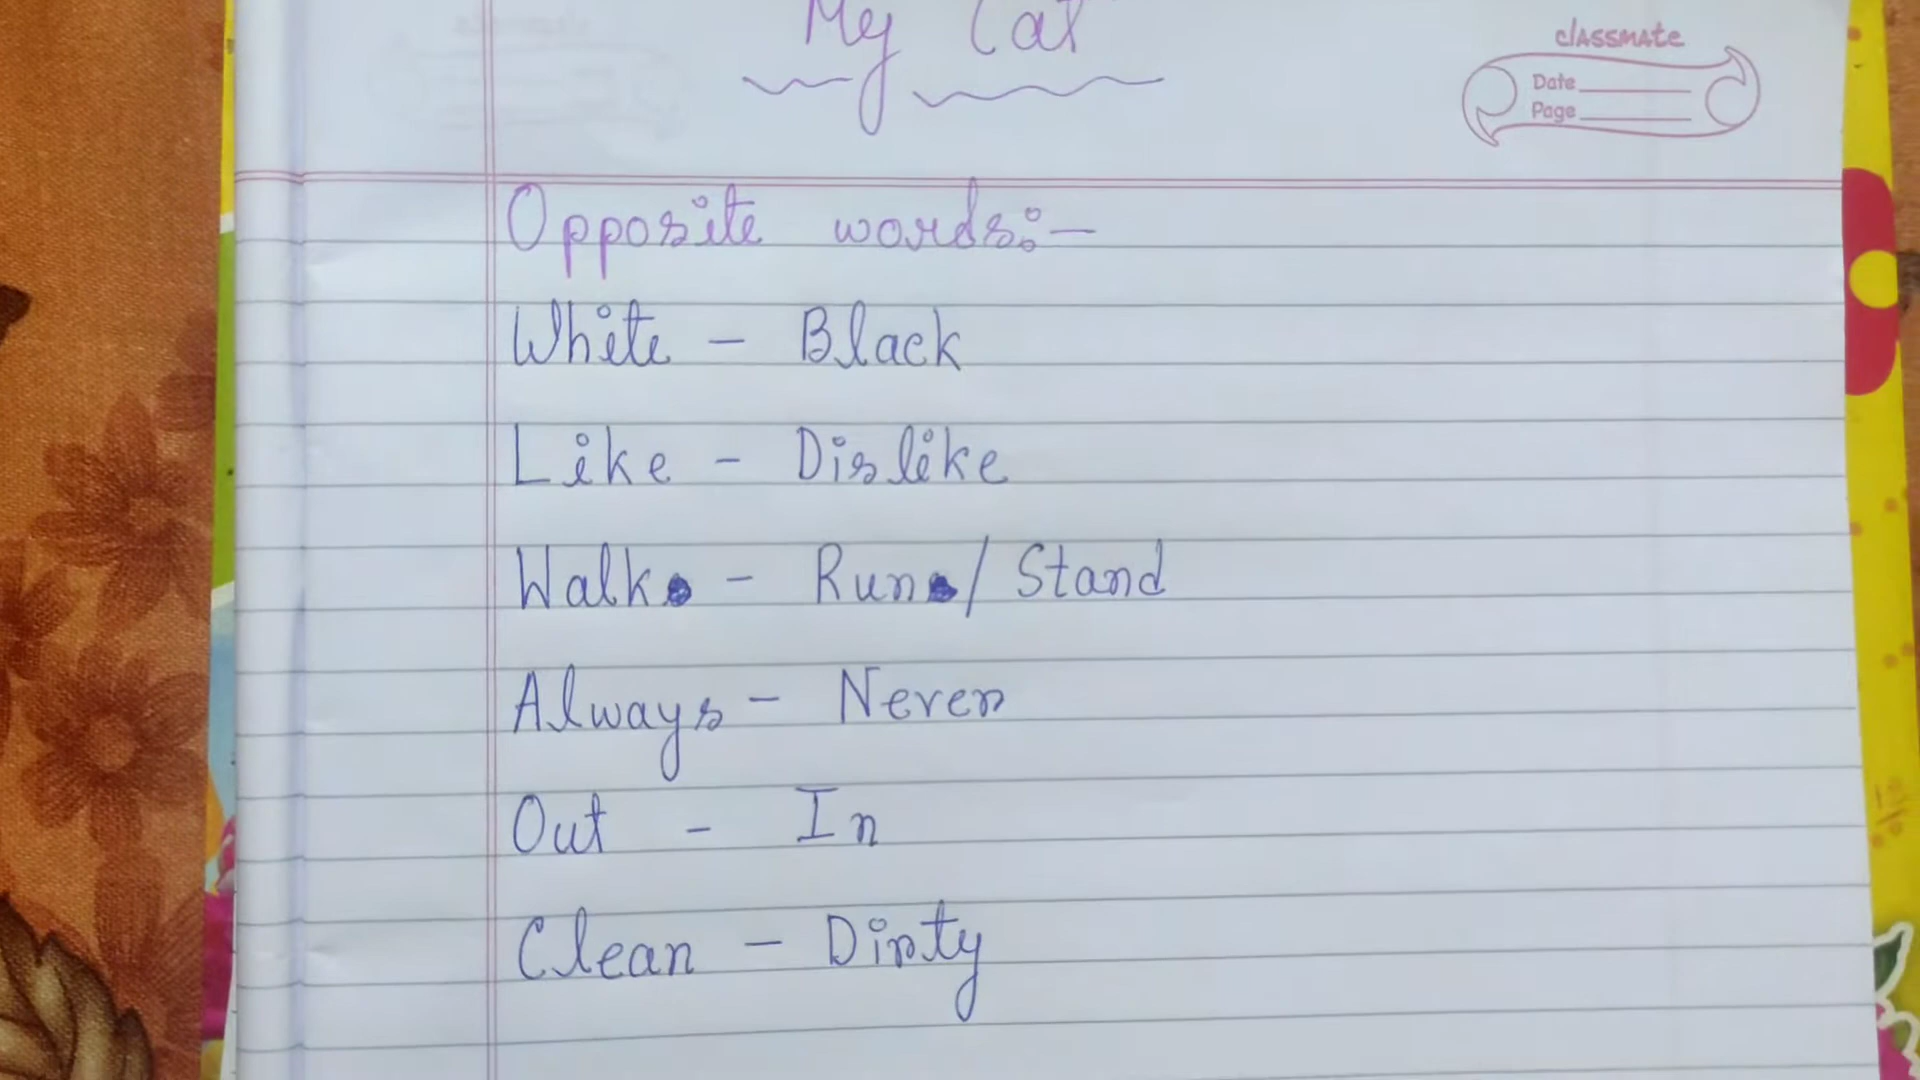 My Cat
classmate
Date
Page
Opposite words:-
White - Black
Like - Dislike
Walk - Run / Stand
Always - Never
Out - In
Clean - Dirty